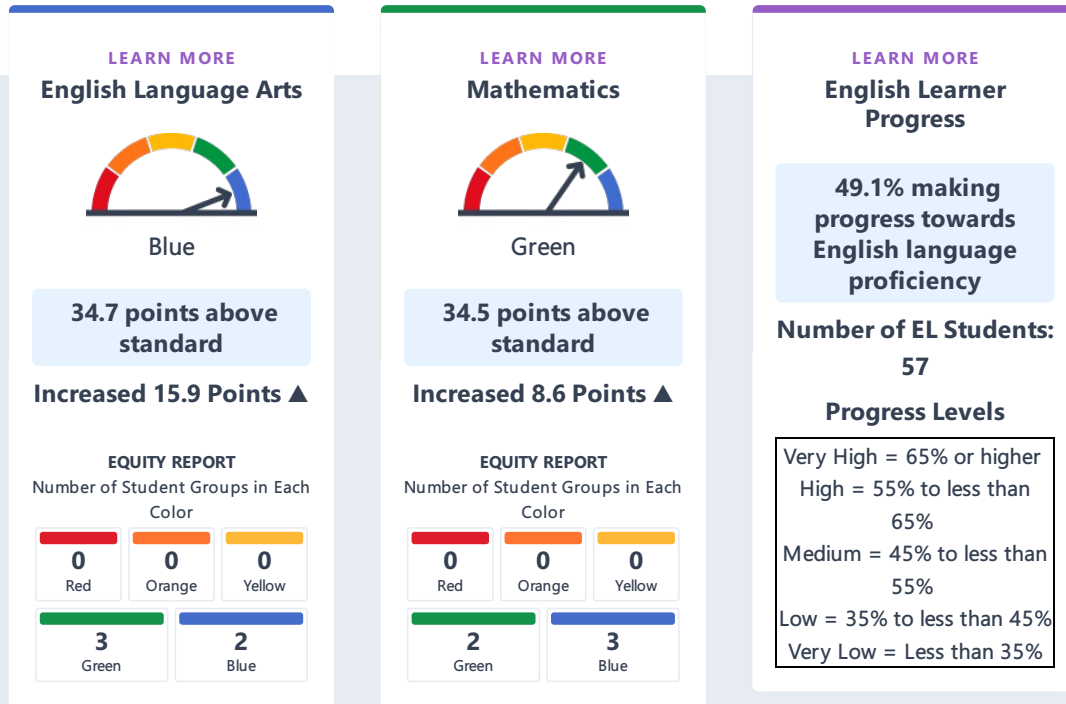 LEARN MORE
English Language Arts
Blue
34.7 points above
standard
Increased 15.9 Points ▲
EQUITY REPORT
Number of Student Groups in Each
Color
0
Red
0
Orange
0
Yellow
3
Green
2
Blue
LEARN MORE
Mathematics
Green
34.5 points above
standard
Increased 8.6 Points ▲
EQUITY REPORT
Number of Student Groups in Each
Color
0
Red
0
Orange
0
Yellow
2
Green
3
Blue
LEARN MORE
English Learner
Progress
49.1% making
progress towards
English language
proficiency
Number of EL Students:
57
Progress Levels
Very High = 65% or higher
High = 55% to less than
65%
Medium = 45% to less than
55%
Low = 35% to less than 45%
Very Low = Less than 35%